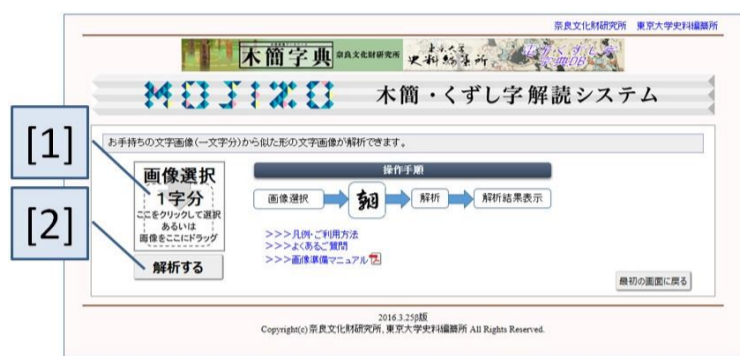 奈良文化財研究所 東京大学史料編纂所
木簡字典 奈良文化財研究所
MOJIZO 木簡・くずし字解読システム
[1]
お手持ちの文字画像(一文字分)から似た形の文字画像が解析できます。
画像選択
1字分
ここをクリックして選択
あるいは
画像をここにドラッグ
[2]
解析する
操作手順
画像選択 朝 解析 解析結果表示
>>>凡例・ご利用方法
>>>よくあるご質問
>>>画像準備マニュアル
最初の画面に戻る
2016.3.25β版
Copyright(c) 奈良文化財研究所, 東京大学史料編纂所 All Rights Reserved.